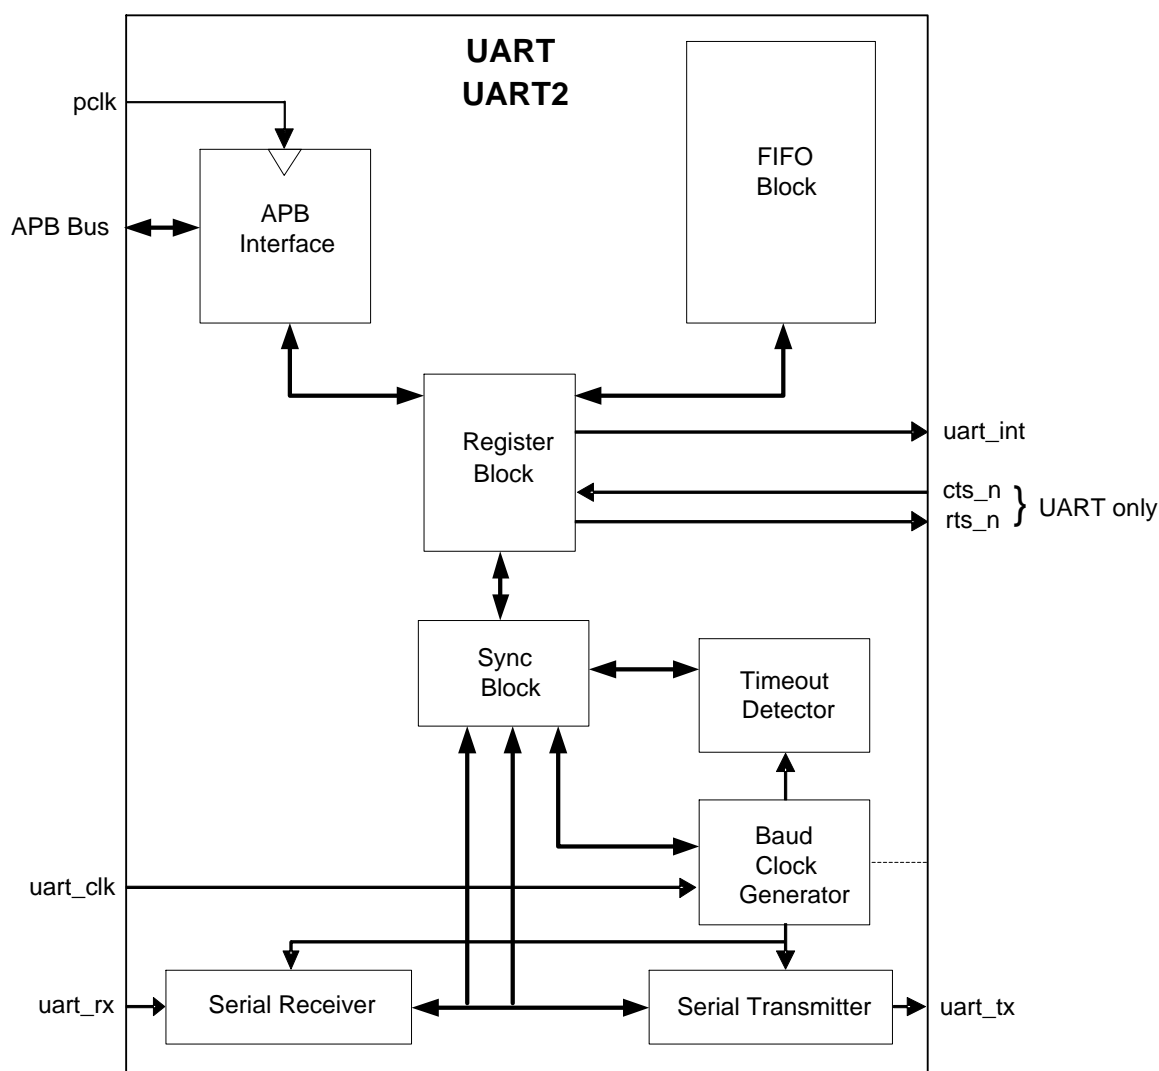 UART
UART2
pclk
FIFO
Block
APB Bus
APB
Interface
Register
Block
uart_int
cts_n
rts_n
} UART only
Sync
Block
Timeout
Detector
Baud
Clock
Generator
uart_clk
uart_rx
Serial Receiver
Serial Transmitter
uart_tx